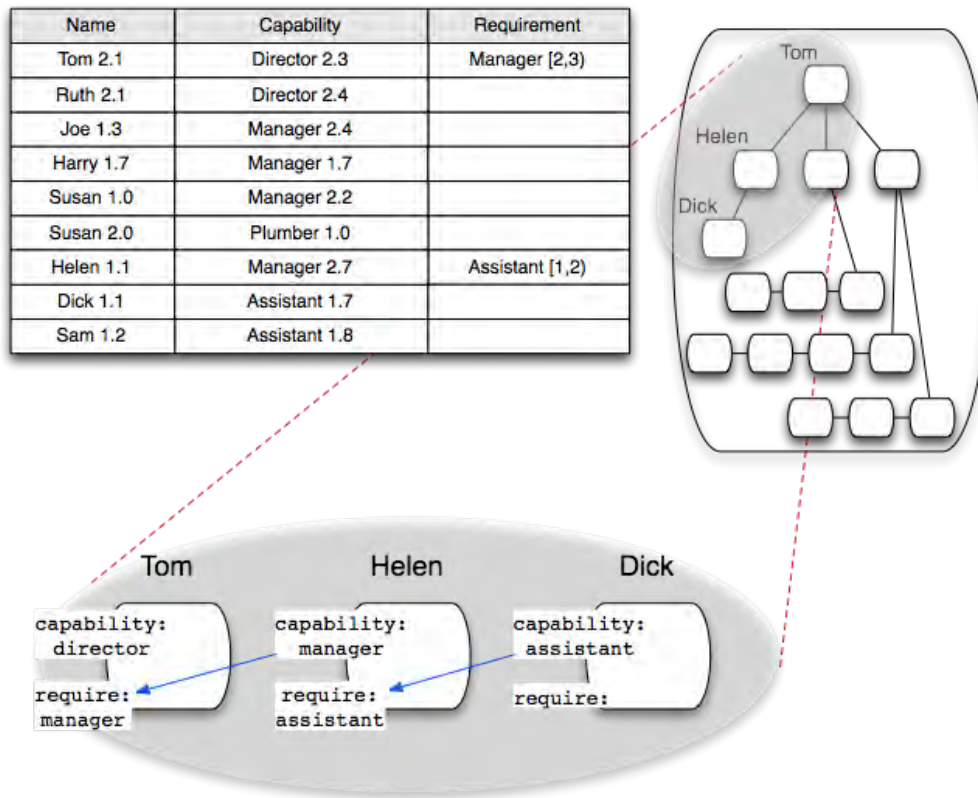 Name Capability Requirement
Tom 2.1 Director 2.3 Manager [2,3)
Ruth 2.1 Director 2.4
Joe 1.3 Manager 2.4
Harry 1.7 Manager 1.7
Susan 1.0 Manager 2.2
Susan 2.0 Plumber 1.0
Helen 1.1 Manager 2.7 Assistant [1,2)
Dick 1.1 Assistant 1.7
Sam 1.2 Assistant 1.8
Tom
Helen
Dick
Tom
capability:
director
require:
manager
Helen
capability:
manager
require:
assistant
Dick
capability:
assistant
require: